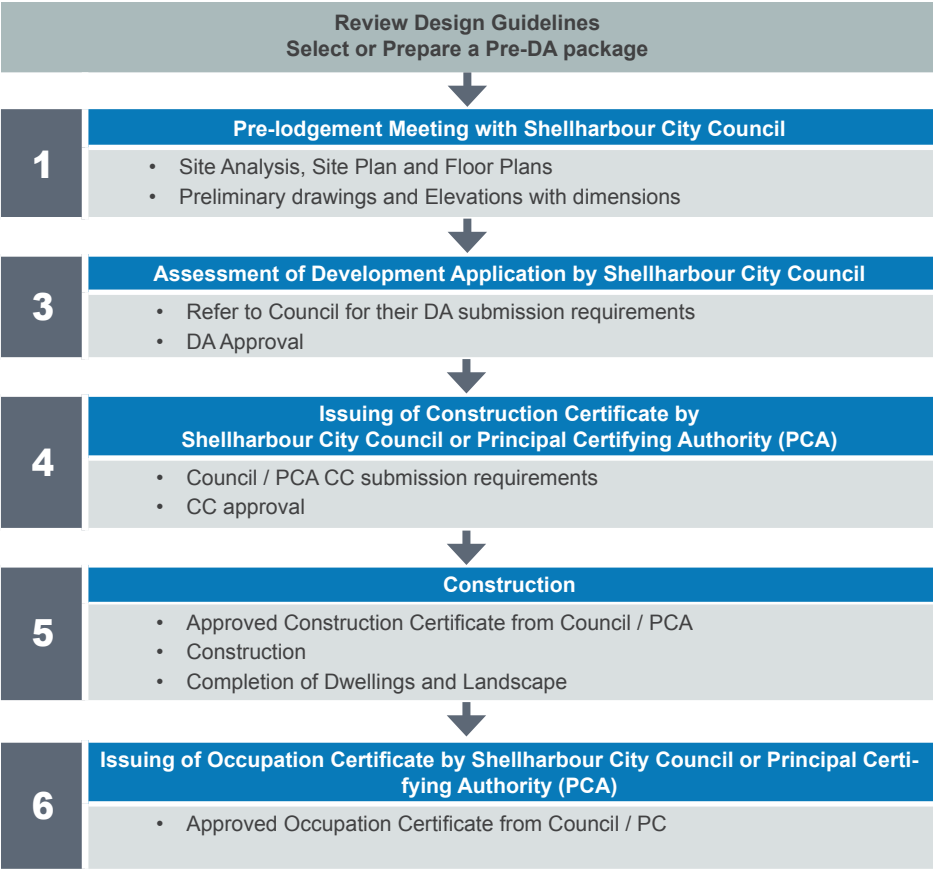 Review Design Guidelines
Select or Prepare a Pre-DA package
1
Pre-lodgement Meeting with Shellharbour City Council
• Site Analysis, Site Plan and Floor Plans
• Preliminary drawings and Elevations with dimensions
3
Assessment of Development Application by Shellharbour City Council
• Refer to Council for their DA submission requirements
• DA Approval
4
Issuing of Construction Certificate by
Shellharbour City Council or Principal Certifying Authority (PCA)
• Council / PCA CC submission requirements
• CC approval
5
Construction
• Approved Construction Certificate from Council / PCA
• Construction
• Completion of Dwellings and Landscape
6
Issuing of Occupation Certificate by Shellharbour City Council or Principal Certi-
fying Authority (PCA)
• Approved Occupation Certificate from Council / PC